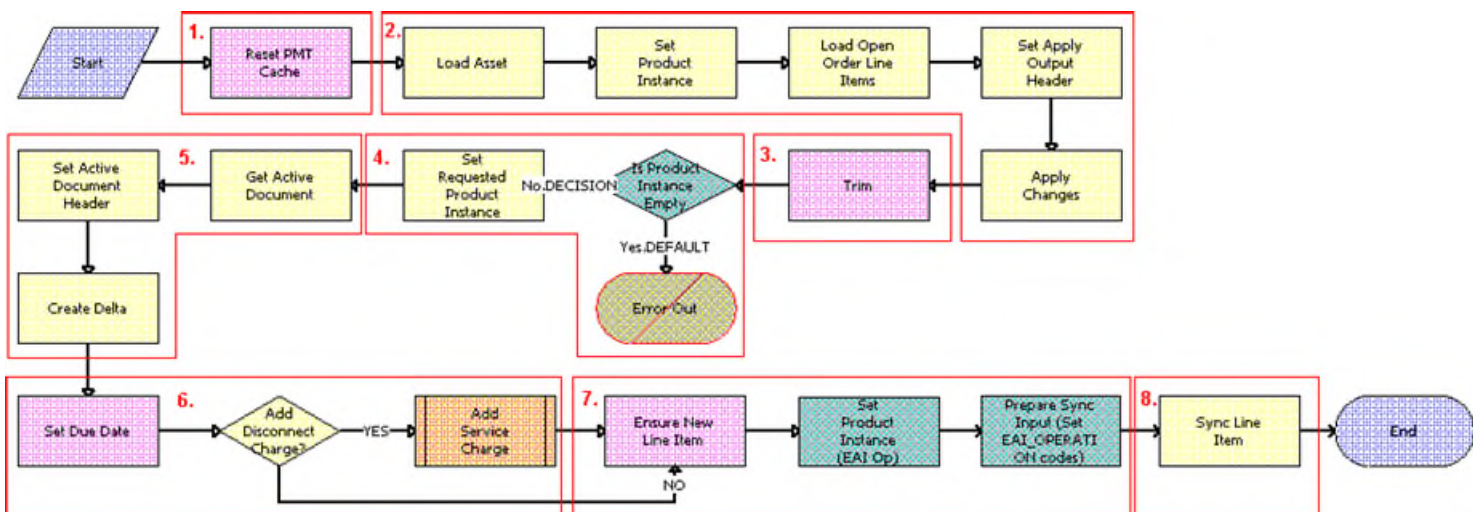 Start
1.
Reset PMT
Cache
2.
Load Asset
Set
Product
Instance
Load Open
Order Line
Items
Set Apply
Output
Header
Apply
Changes
3.
Trim
Is Product
Instance
Empty
No.DECISION
Yes.DEFAULT
Error Out
4.
Set
Requested
Product
Instance
5.
Get Active
Document
Set Active
Document
Header
Create Delta
6.
Set Due Date
Add
Disconnect
Charge?
YES
NO
Add
Service
Charge
7.
Ensure New
Line Item
Set
Product
Instance
(EAI Op)
Prepare Sync
Input (Set
EAI_OPERATI
ON codes)
8.
Sync Line
Item
End